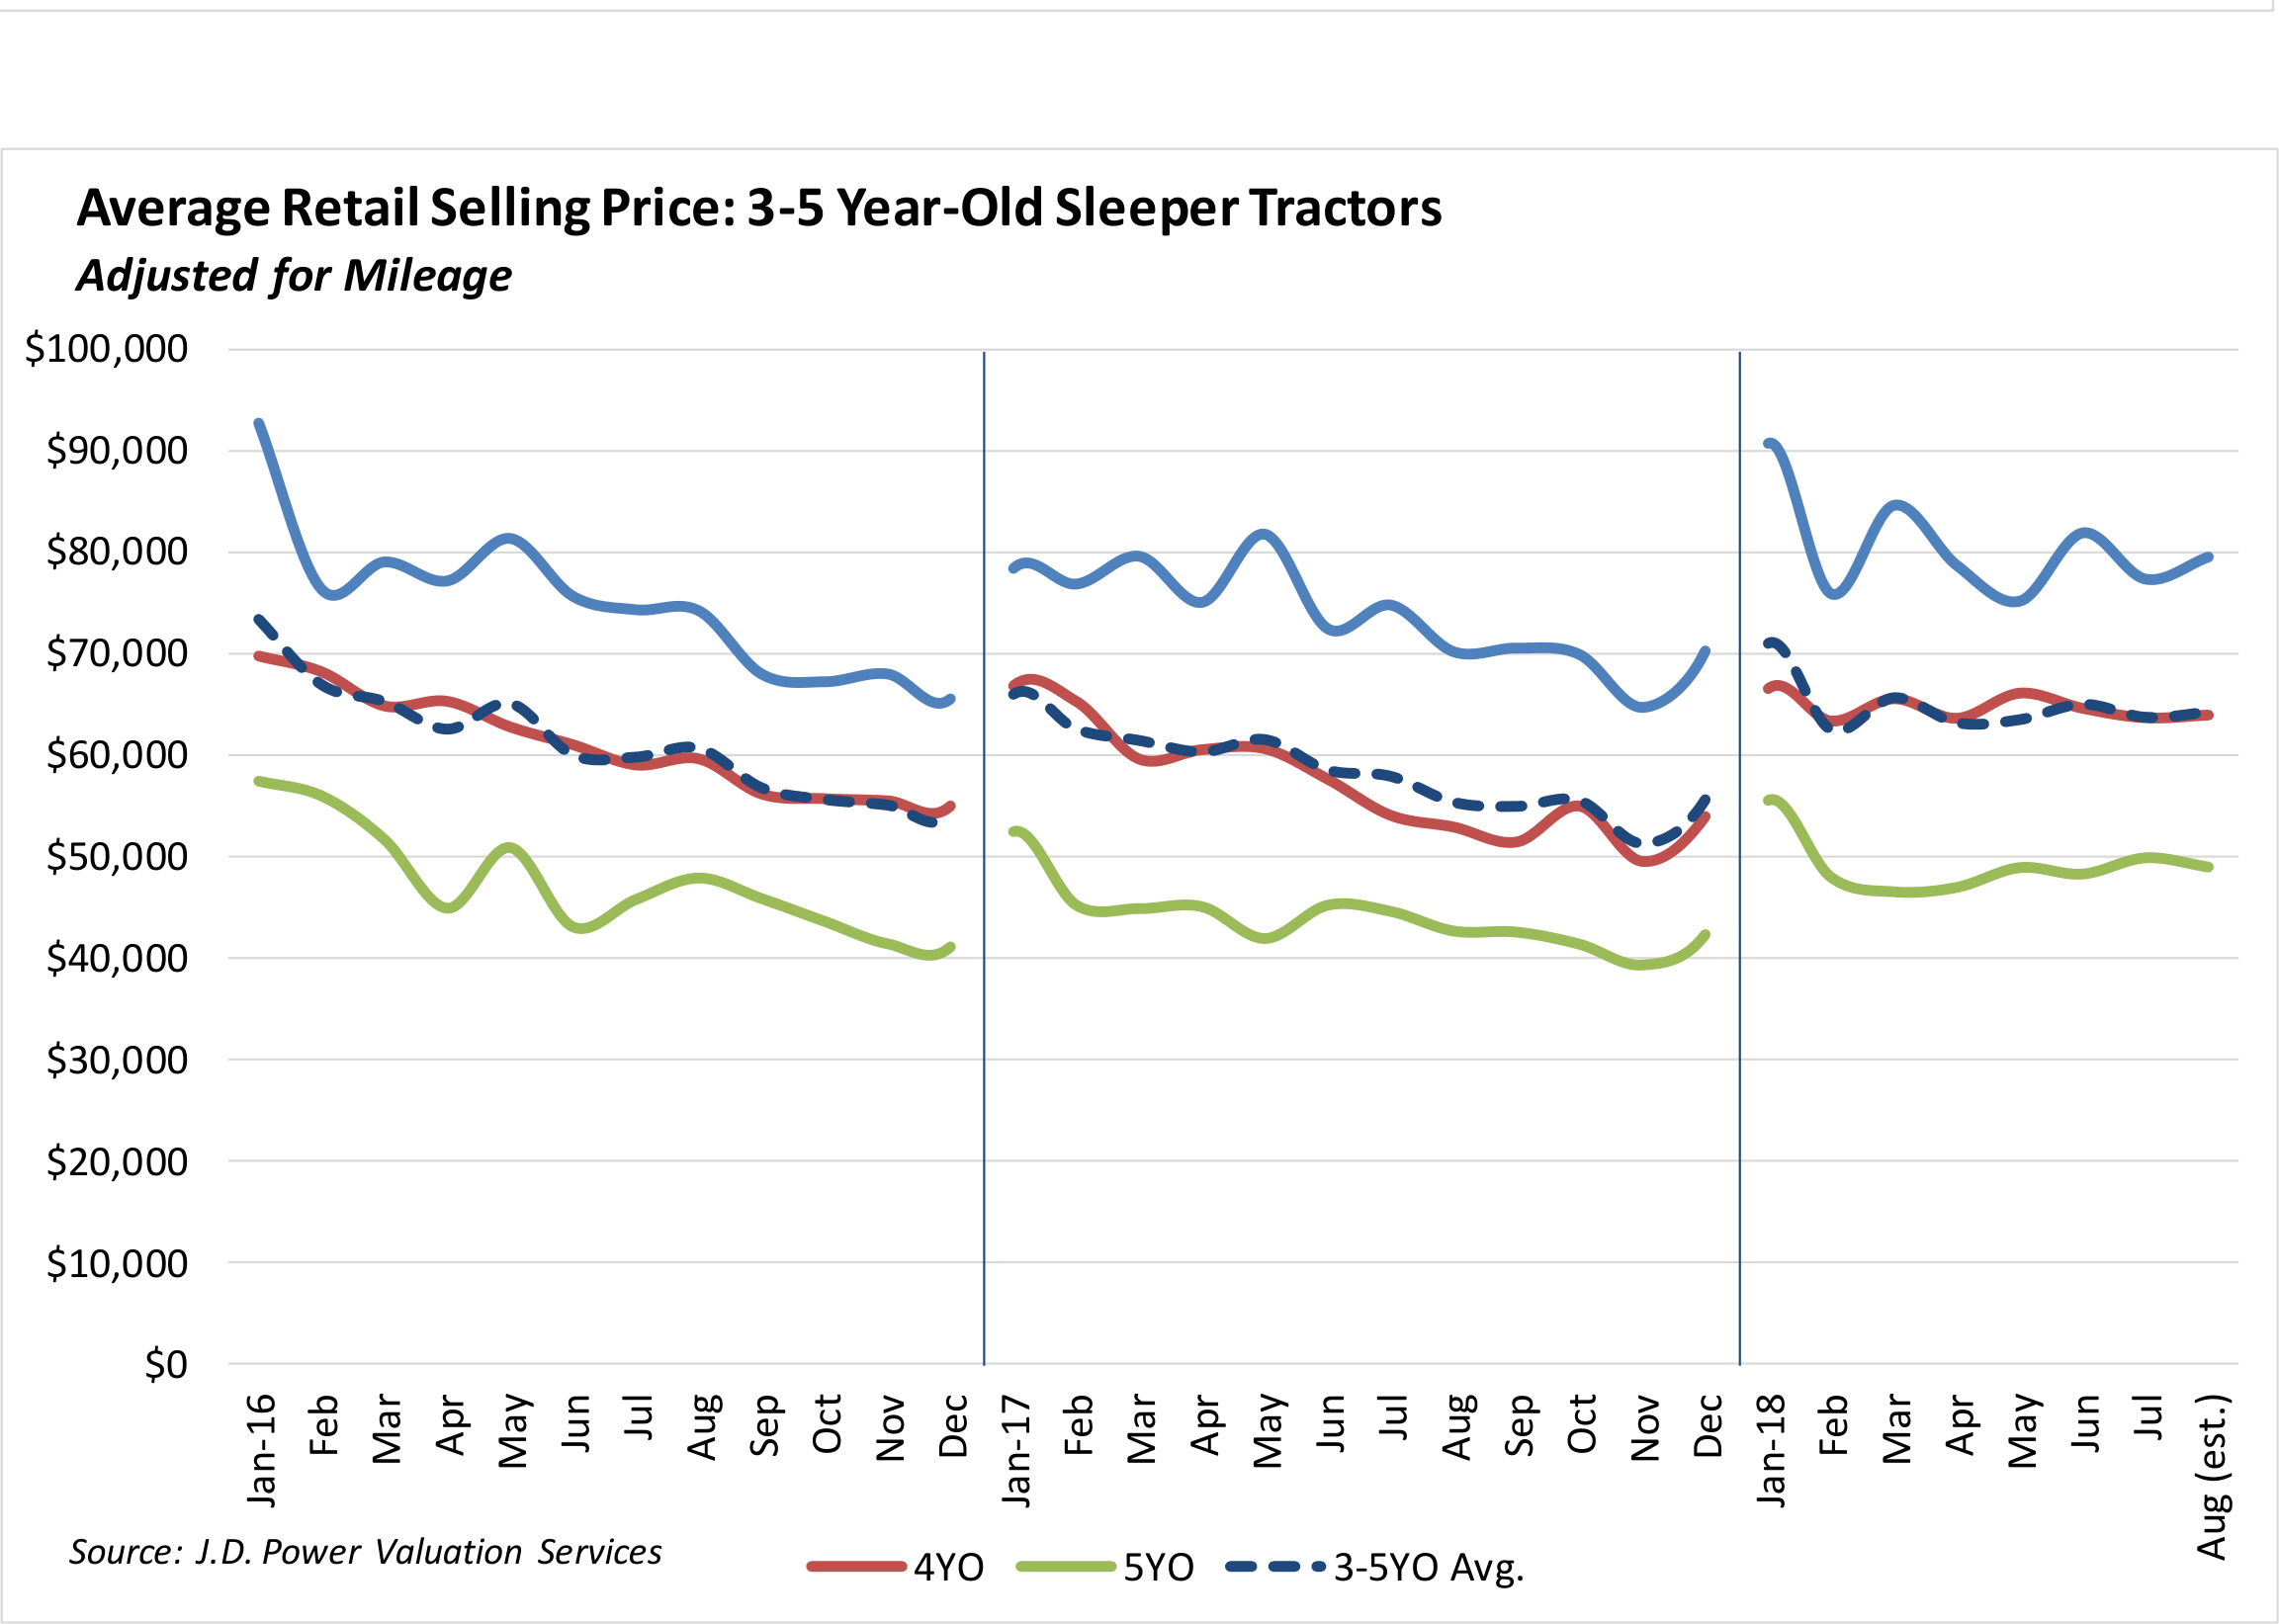 Average Retail Selling Price: 3-5 Year-Old Sleeper Tractors
Adjusted for Mileage
$100,000
$90,000
$80,000
$70,000
$60,000
$50,000
$40,000
$30,000
$20,000
$10,000
$0
Jan-16
Feb
Mar
Apr
May
Jun
Jul
Aug
Sep
Oct
Nov
Dec
Jan-17
Feb
Mar
Apr
May
Jun
Jul
Aug
Sep
Oct
Nov
Dec
Jan-18
Feb
Mar
Apr
May
Jun
Jul
Aug (est.)
Source: J.D. Power Valuation Services
4YO
5YO
3-5YO Avg.